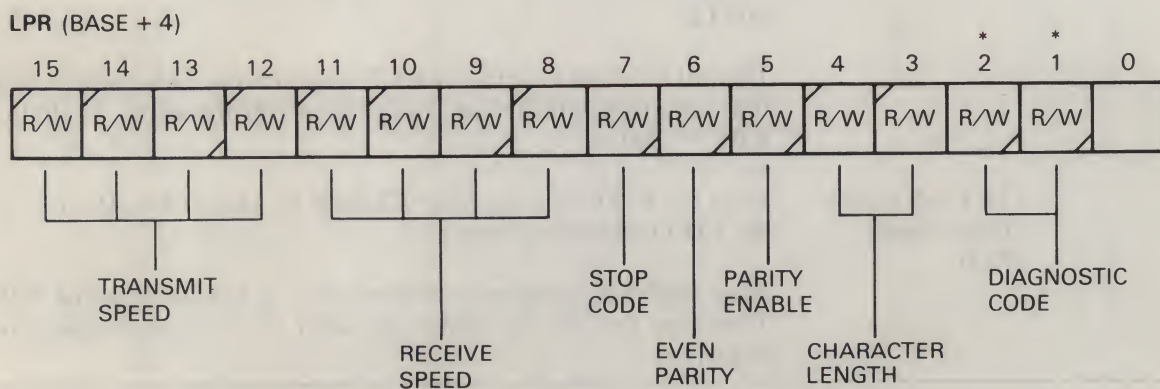 LPR (BASE + 4)
* *
15 14 13 12 11 10 9 8 7 6 5 4 3 2 1 0
R/W R/W R/W R/W R/W R/W R/W R/W R/W R/W R/W R/W R/W R/W R/W
TRANSMIT
SPEED
RECEIVE
SPEED
STOP
CODE
EVEN
PARITY
PARITY
ENABLE
CHARACTER
LENGTH
DIAGNOSTIC
CODE